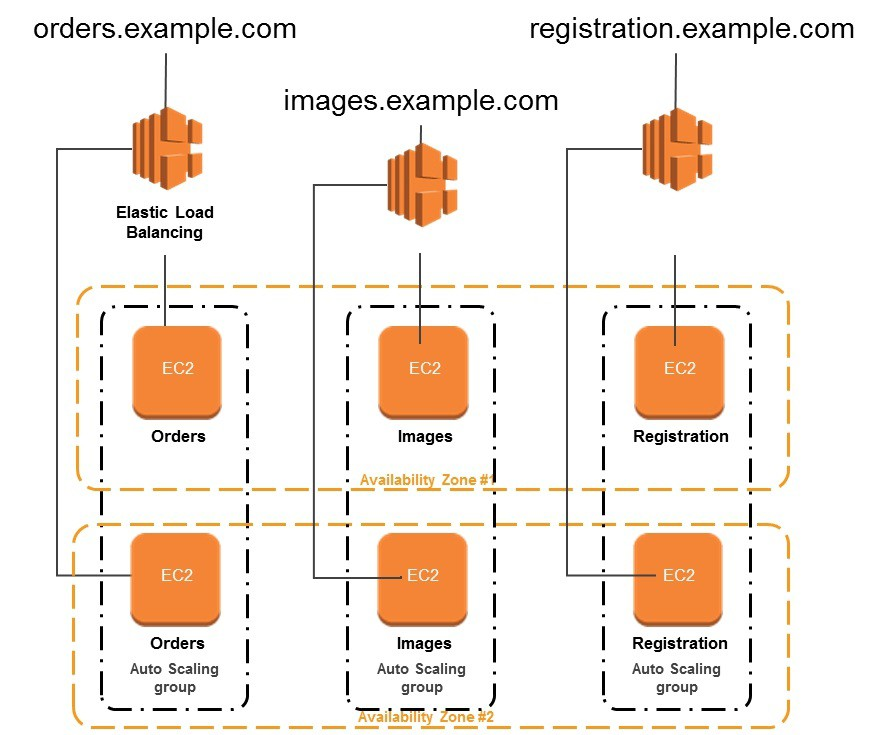 orders.example.com
registration.example.com
images.example.com
Elastic Load
Balancing
EC2
EC2
EC2
Orders
Images
Registration
Availability Zone #1
EC2
EC2
EC2
Orders
Images
Registration
Auto Scaling
group
Auto Scaling
group
Auto Scaling
group
Availability Zone #2